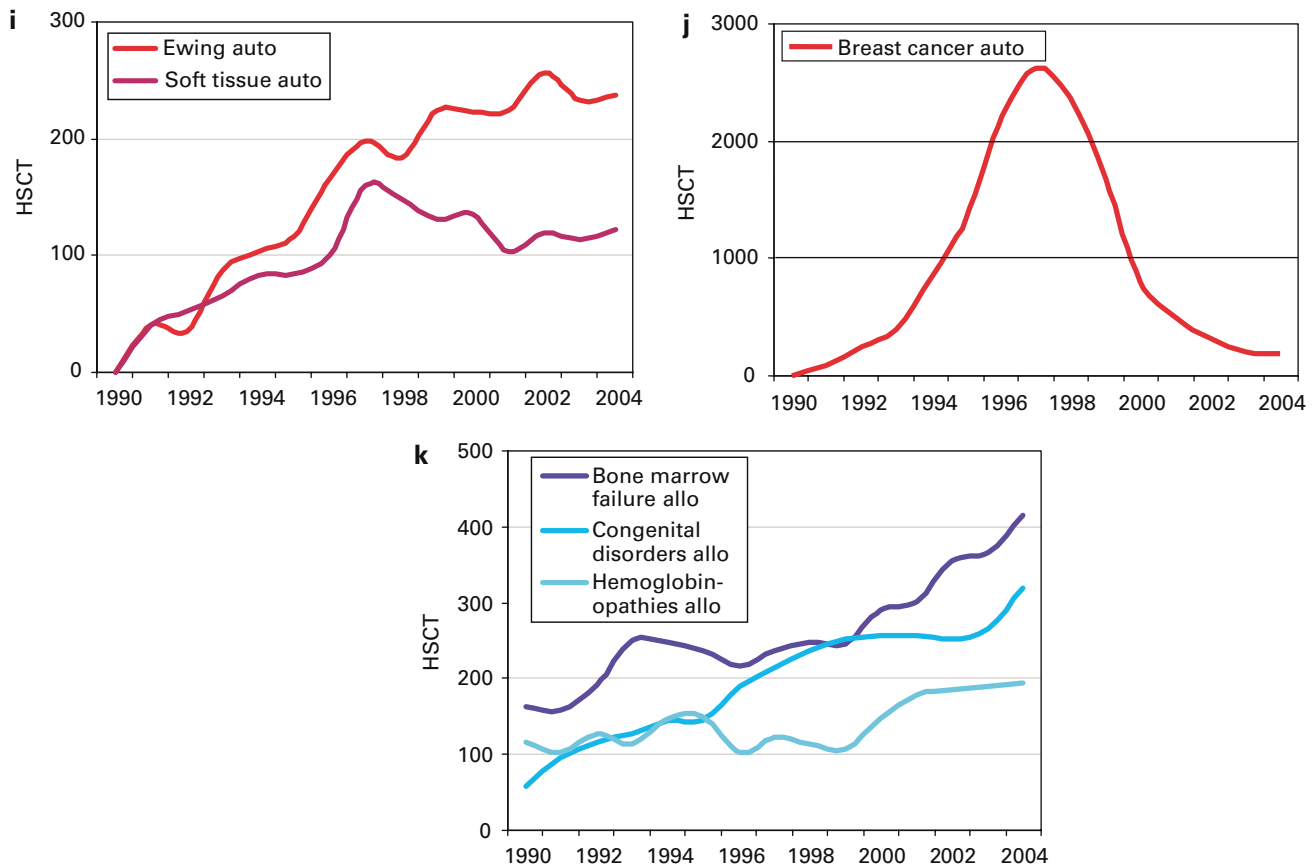 i
300
200
100
0
HSCT
Ewing auto
Soft tissue auto
1990 1992 1994 1996 1998 2000 2002 2004
j
3000
2000
1000
0
HSCT
Breast cancer auto
1990 1992 1994 1996 1998 2000 2002 2004
k
500
400
300
200
100
0
HSCT
Bone marrow
failure allo
Congenital
disorders allo
Hemoglobin-
opathies allo
1990 1992 1994 1996 1998 2000 2002 2004